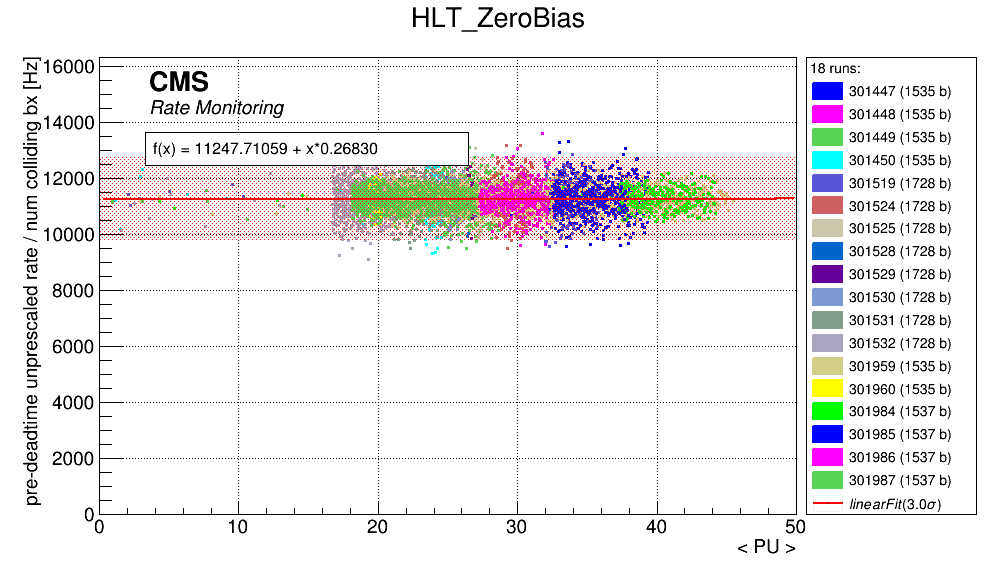 HLT_ZeroBias
pre-deadtime unprescaled rate / num colliding bx [Hz]
16000
14000
12000
10000
8000
6000
4000
2000
0
CMS
Rate Monitoring
f(x) = 11247.71059 + x*0.26830
0
10
20
30
40
50
< PU >
18 runs:
301447 (1535 b)
301448 (1535 b)
301449 (1535 b)
301450 (1535 b)
301519 (1728 b)
301524 (1728 b)
301525 (1728 b)
301528 (1728 b)
301529 (1728 b)
301530 (1728 b)
301531 (1728 b)
301532 (1728 b)
301959 (1535 b)
301960 (1535 b)
301984 (1537 b)
301985 (1537 b)
301986 (1537 b)
301987 (1537 b)
linearFit(3.0σ)